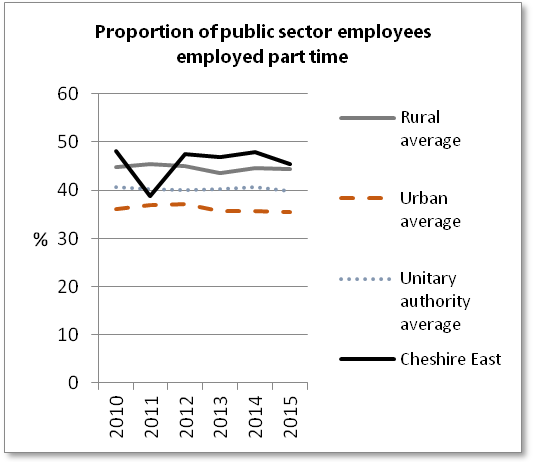 Proportion of public sector employees
employed part time
60
50
40
30
20
10
0
%
2010
2011
2012
2013
2014
2015
Rural
average
Urban
average
Unitary
authority
average
Cheshire East